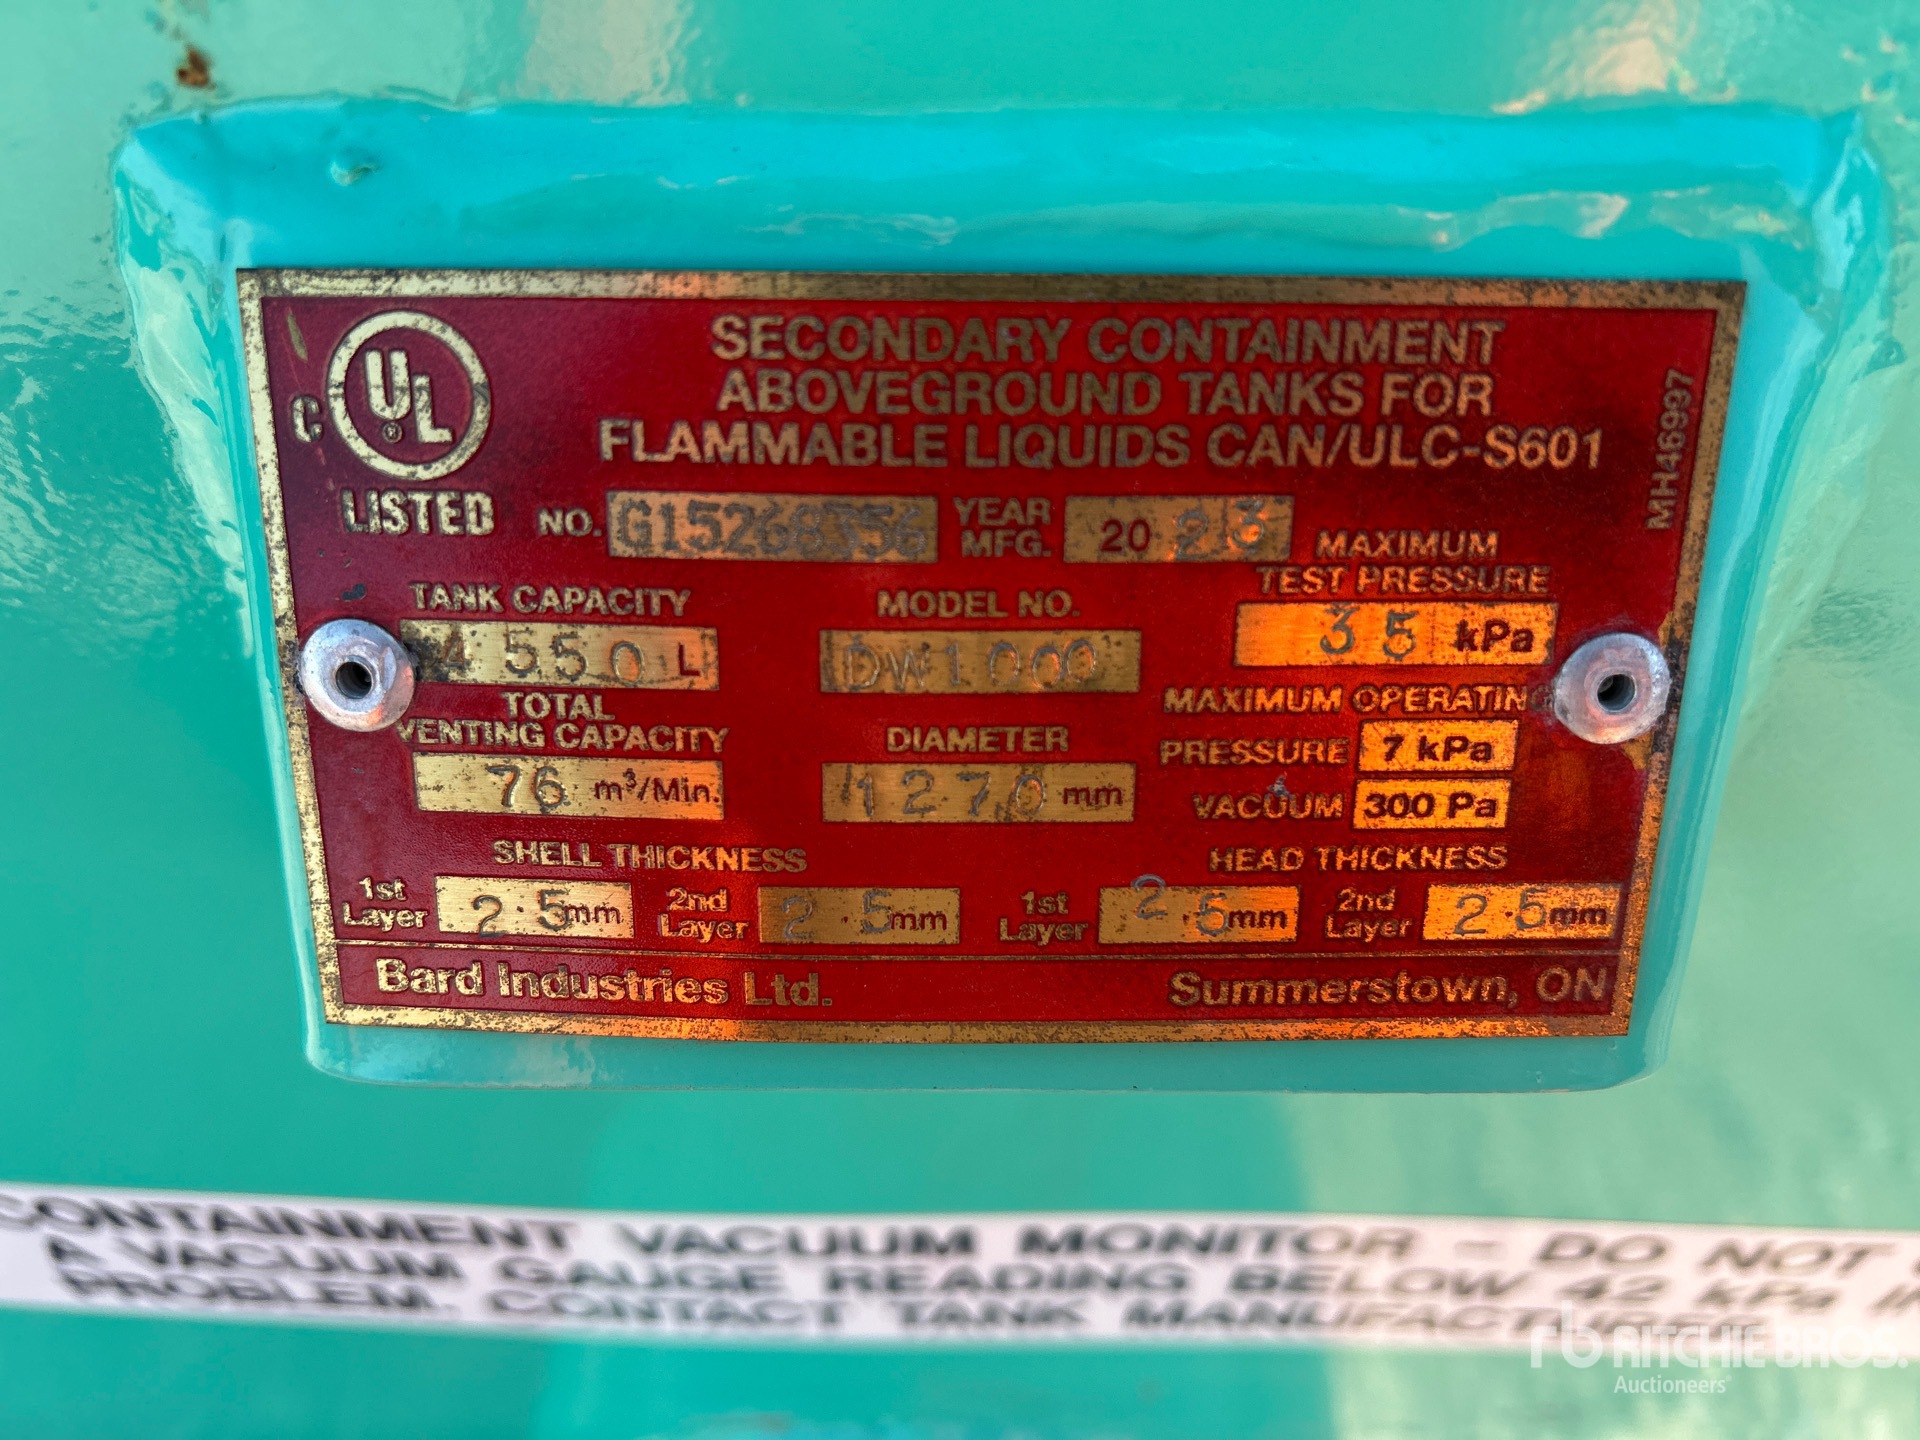 SECONDARY CONTAINMENT
ABOVEGROUND TANKS FOR
FLAMMABLE LIQUIDS CAN/ULC-S601
C UL ®
LISTED
MH46997
NO. G15268356 YEAR MFG. 2023
TANK CAPACITY
4550 L
MODEL NO.
DW1000
MAXIMUM
TEST PRESSURE
35 kPa
TOTAL
VENTING CAPACITY
76 m³/Min.
DIAMETER
1270 mm
MAXIMUM OPERATING
PRESSURE 7 kPa
VACUUM 300 Pa
SHELL THICKNESS
1st Layer 2.5mm 2nd Layer 2.5mm
HEAD THICKNESS
1st Layer 2.5mm 2nd Layer 2.5mm
Bard Industries Ltd. Summerstown, ON
CONTAINMENT VACUUM MONITOR - DO NOT
A VACUUM GAUGE READING BELOW 42 kPa
PROBLEM. CONTACT TANK MANUFACTURER
rb RITCHIE BROS.
Auctioneers